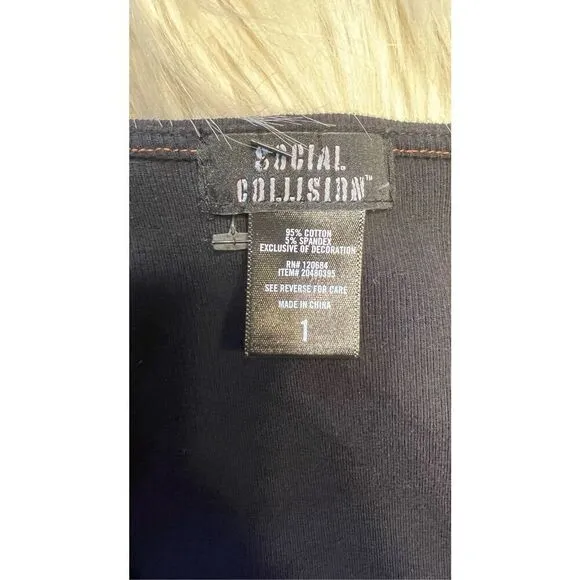 SOCIAL
COLLISION™
95% COTTON
5% SPANDEX
EXCLUSIVE OF DECORATION
RN# 120684
ITEM# 20480395
SEE REVERSE FOR CARE
MADE IN CHINA
1